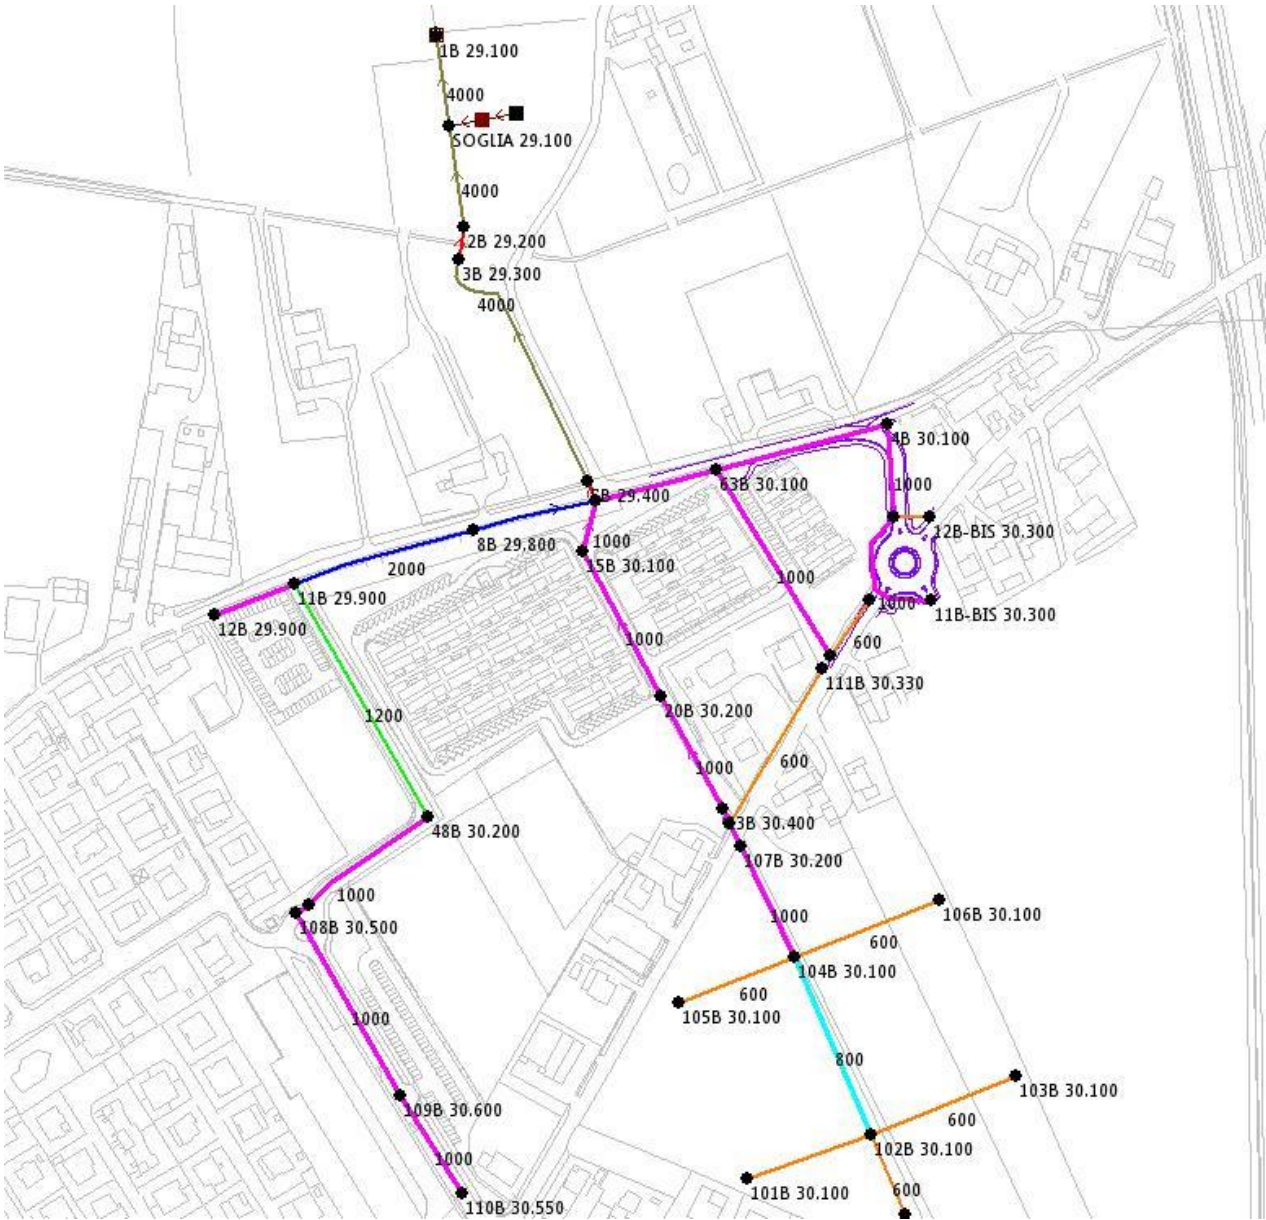 1B 29.100
4000
SOGLIA 29.100
4000
2B 29.200
3B 29.300
4000
4B 30.100
63B 30.100
29.400
1000
12B-BIS 30.300
8B 29.800
1000
15B 30.100
2000
1000
11B 29.900
1000
11B-BIS 30.300
12B 29.900
1000
600
111B 30.330
20B 30.200
1200
600
1000
3B 30.400
48B 30.200
107B 30.200
1000
1000
106B 30.100
108B 30.500
600
104B 30.100
600
105B 30.100
1000
800
103B 30.100
109B 30.600
600
102B 30.100
1000
600
101B 30.100
110B 30.550